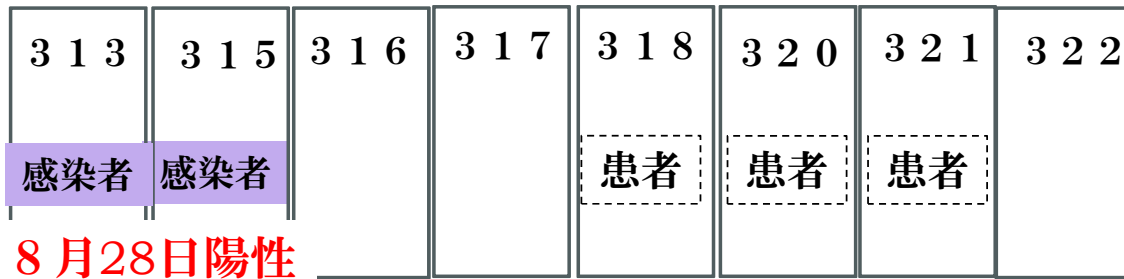 ３１３ ３１５ ３１６ ３１７ ３１８ ３２０ ３２１ ３２２
感染者 感染者 患者 患者 患者
８月28日陽性